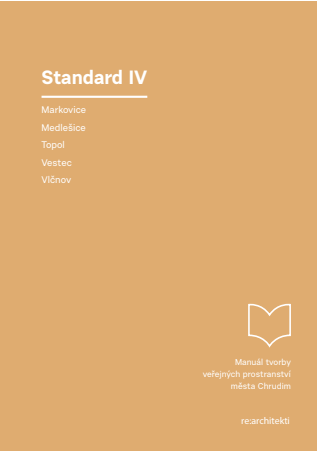 Standard IV
Markovice
Medlešice
Topol
Vestec
Vlčnov
Manuál tvorby
veřejných prostranství
města Chrudim
re:architekti